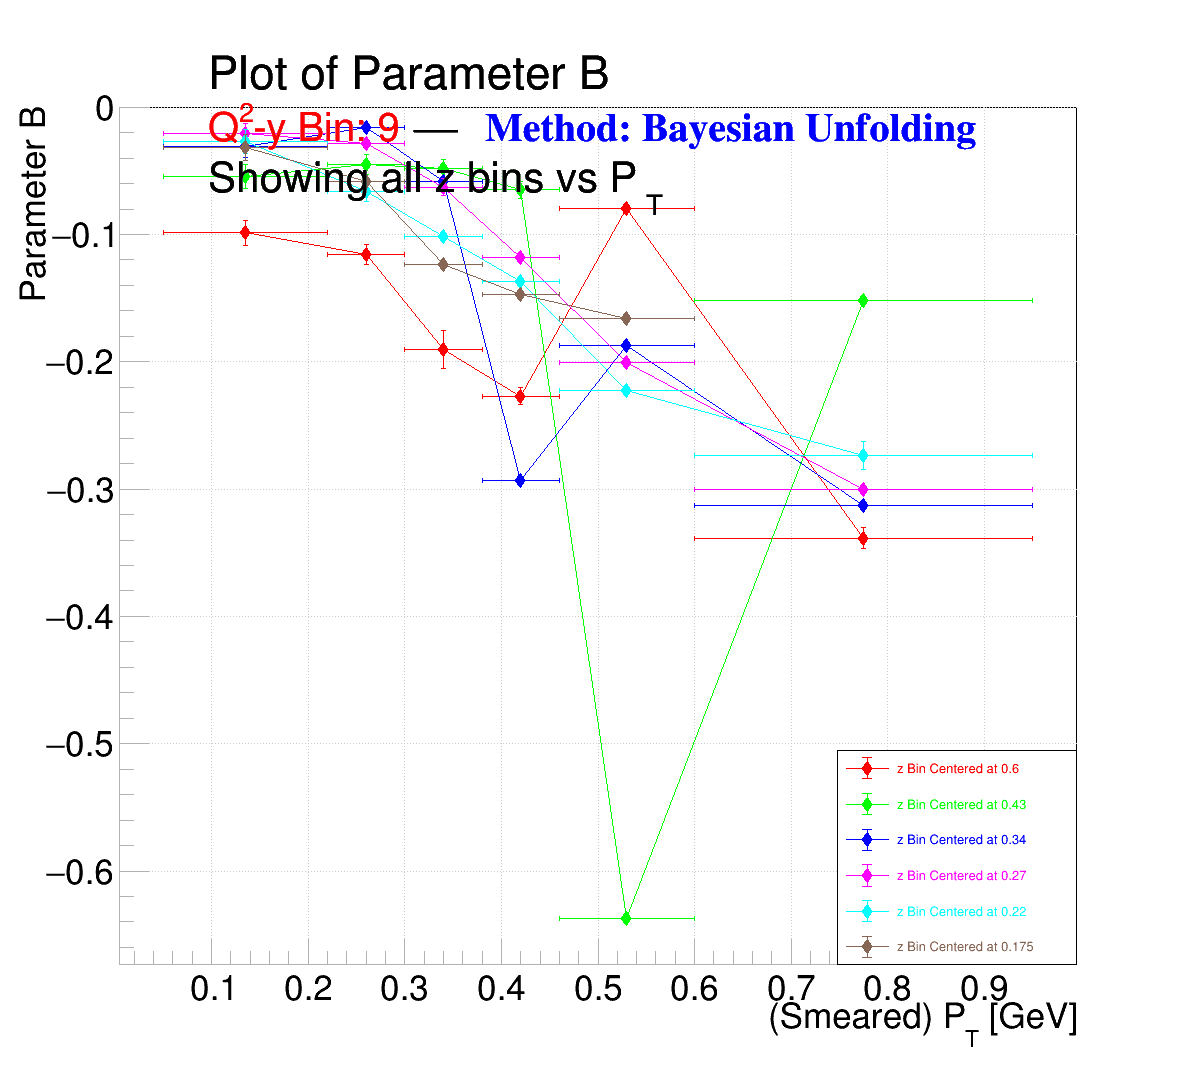 Plot of Parameter B
Q²-y Bin: 9 — Method: Bayesian Unfolding
Showing all z bins vs P_T
Parameter B
0
−0.1
−0.2
−0.3
−0.4
−0.5
−0.6
z Bin Centered at 0.6
z Bin Centered at 0.43
z Bin Centered at 0.34
z Bin Centered at 0.27
z Bin Centered at 0.22
z Bin Centered at 0.175
0.1 0.2 0.3 0.4 0.5 0.6 0.7 0.8 0.9
(Smeared) P_T [GeV]